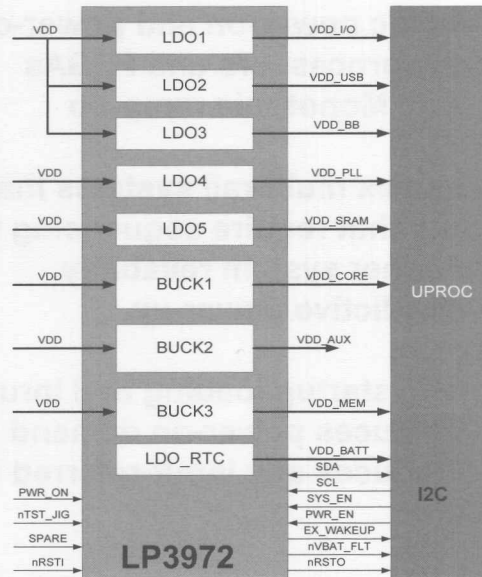 VDD LDO1 VDD_I/O
LDO2 VDD_USB
LDO3 VDD_BB
VDD LDO4 VDD_PLL
VDD LDO5 VDD_SRAM
VDD BUCK1 VDD_CORE
UPROC
VDD BUCK2 VDD_AUX
VDD BUCK3 VDD_MEM
LDO_RTC VDD_BATT
SDA
SCL
I2C
PWR_ON SYS_EN
nTST_JIG PWR_EN
SPARE EX_WAKEUP
nVBAT_FLT
nRSTI LP3972 nRSTO